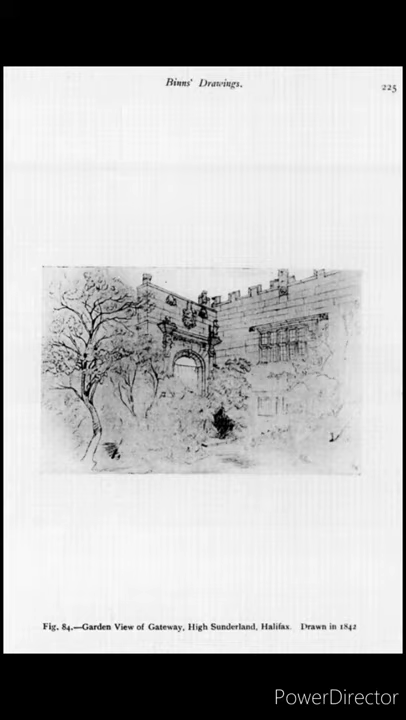 Binns' Drawings.
225
Fig. 84.—Garden View of Gateway, High Sunderland, Halifax. Drawn in 1842
PowerDirector